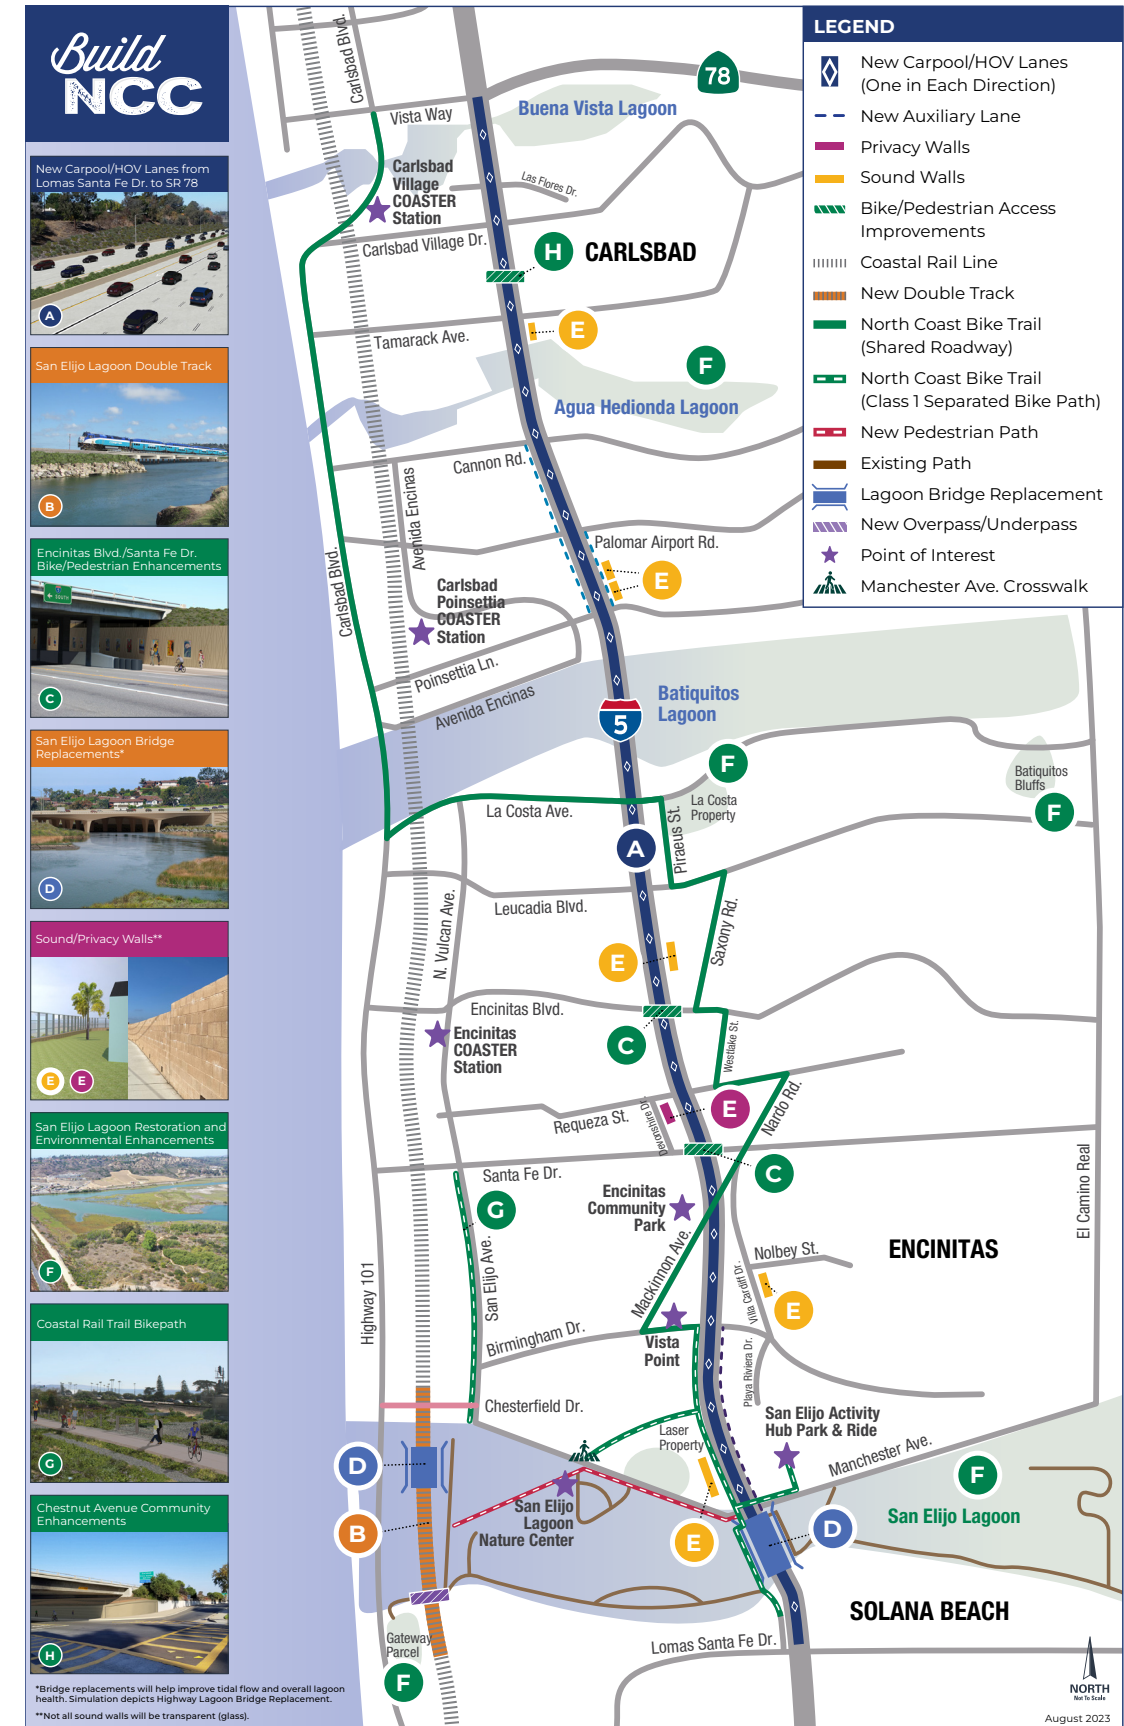 Build
NCC
New Carpool/HOV Lanes from
Lomas Santa Fe Dr. to SR 78
A
San Elijo Lagoon Double Track
B
Encinitas Blvd./Santa Fe Dr.
Bike/Pedestrian Enhancements
C
San Elijo Lagoon Bridge
Replacements*
D
Sound/Privacy Walls**
E
E
San Elijo Lagoon Restoration and
Environmental Enhancements
F
Coastal Rail Trail Bikepath
G
Chestnut Avenue Community
Enhancements
H
*Bridge replacements will help improve tidal flow and overall lagoon
health. Simulation depicts Highway Lagoon Bridge Replacement.
**Not all sound walls will be transparent (glass).
LEGEND
New Carpool/HOV Lanes
(One in Each Direction)
New Auxiliary Lane
Privacy Walls
Sound Walls
Bike/Pedestrian Access
Improvements
Coastal Rail Line
New Double Track
North Coast Bike Trail
(Shared Roadway)
North Coast Bike Trail
(Class 1 Separated Bike Path)
New Pedestrian Path
Existing Path
Lagoon Bridge Replacement
New Overpass/Underpass
Point of Interest
Manchester Ave. Crosswalk
Carlsbad Blvd.
78
Vista Way
Buena Vista Lagoon
Carlsbad
Village
COASTER
Station
Las Flores Dr.
Carlsbad Village Dr.
H
CARLSBAD
Tamarack Ave.
E
F
Agua Hedionda Lagoon
Cannon Rd.
Avenida Encinas
Palomar Airport Rd.
E
Carlsbad Blvd.
Carlsbad
Poinsettia
COASTER
Station
Poinsettia Ln.
Avenida Encinas
5
Batiquitos
Lagoon
F
Batiquitos
Bluffs
F
La Costa Ave.
La Costa
Property
Piraeus St.
A
Leucadia Blvd.
N. Vulcan Ave.
Saxony Rd.
E
Encinitas Blvd.
Encinitas
COASTER
Station
C
Westlake St.
Requeza St.
Devonshire Dr.
E
Nardo Rd.
Santa Fe Dr.
C
El Camino Real
Encinitas
Community
Park
G
San Elijo Ave.
Highway 101
Mackinnon Ave.
Nolbey St.
ENCINITAS
Villa Cardiff Dr.
E
Birmingham Dr.
Vista
Point
Playa Riviera Dr.
Chesterfield Dr.
San Elijo Activity
Hub Park & Ride
Laser
Property
Manchester Ave.
D
F
San Elijo Lagoon
San Elijo
Lagoon
Nature Center
B
E
D
SOLANA BEACH
Gateway
Parcel
F
Lomas Santa Fe Dr.
NORTH
Not To Scale
August 2023